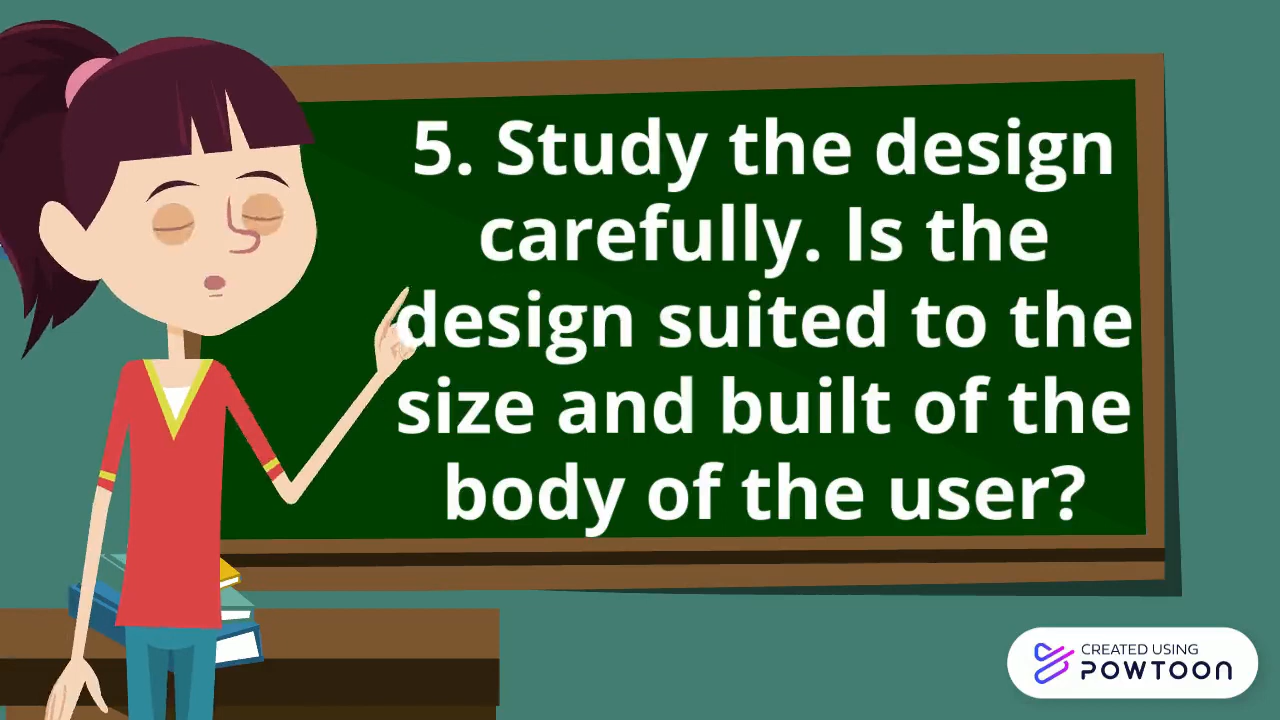 5. Study the design
carefully. Is the
design suited to the
size and built of the
body of the user?
CREATED USING
POWTOON